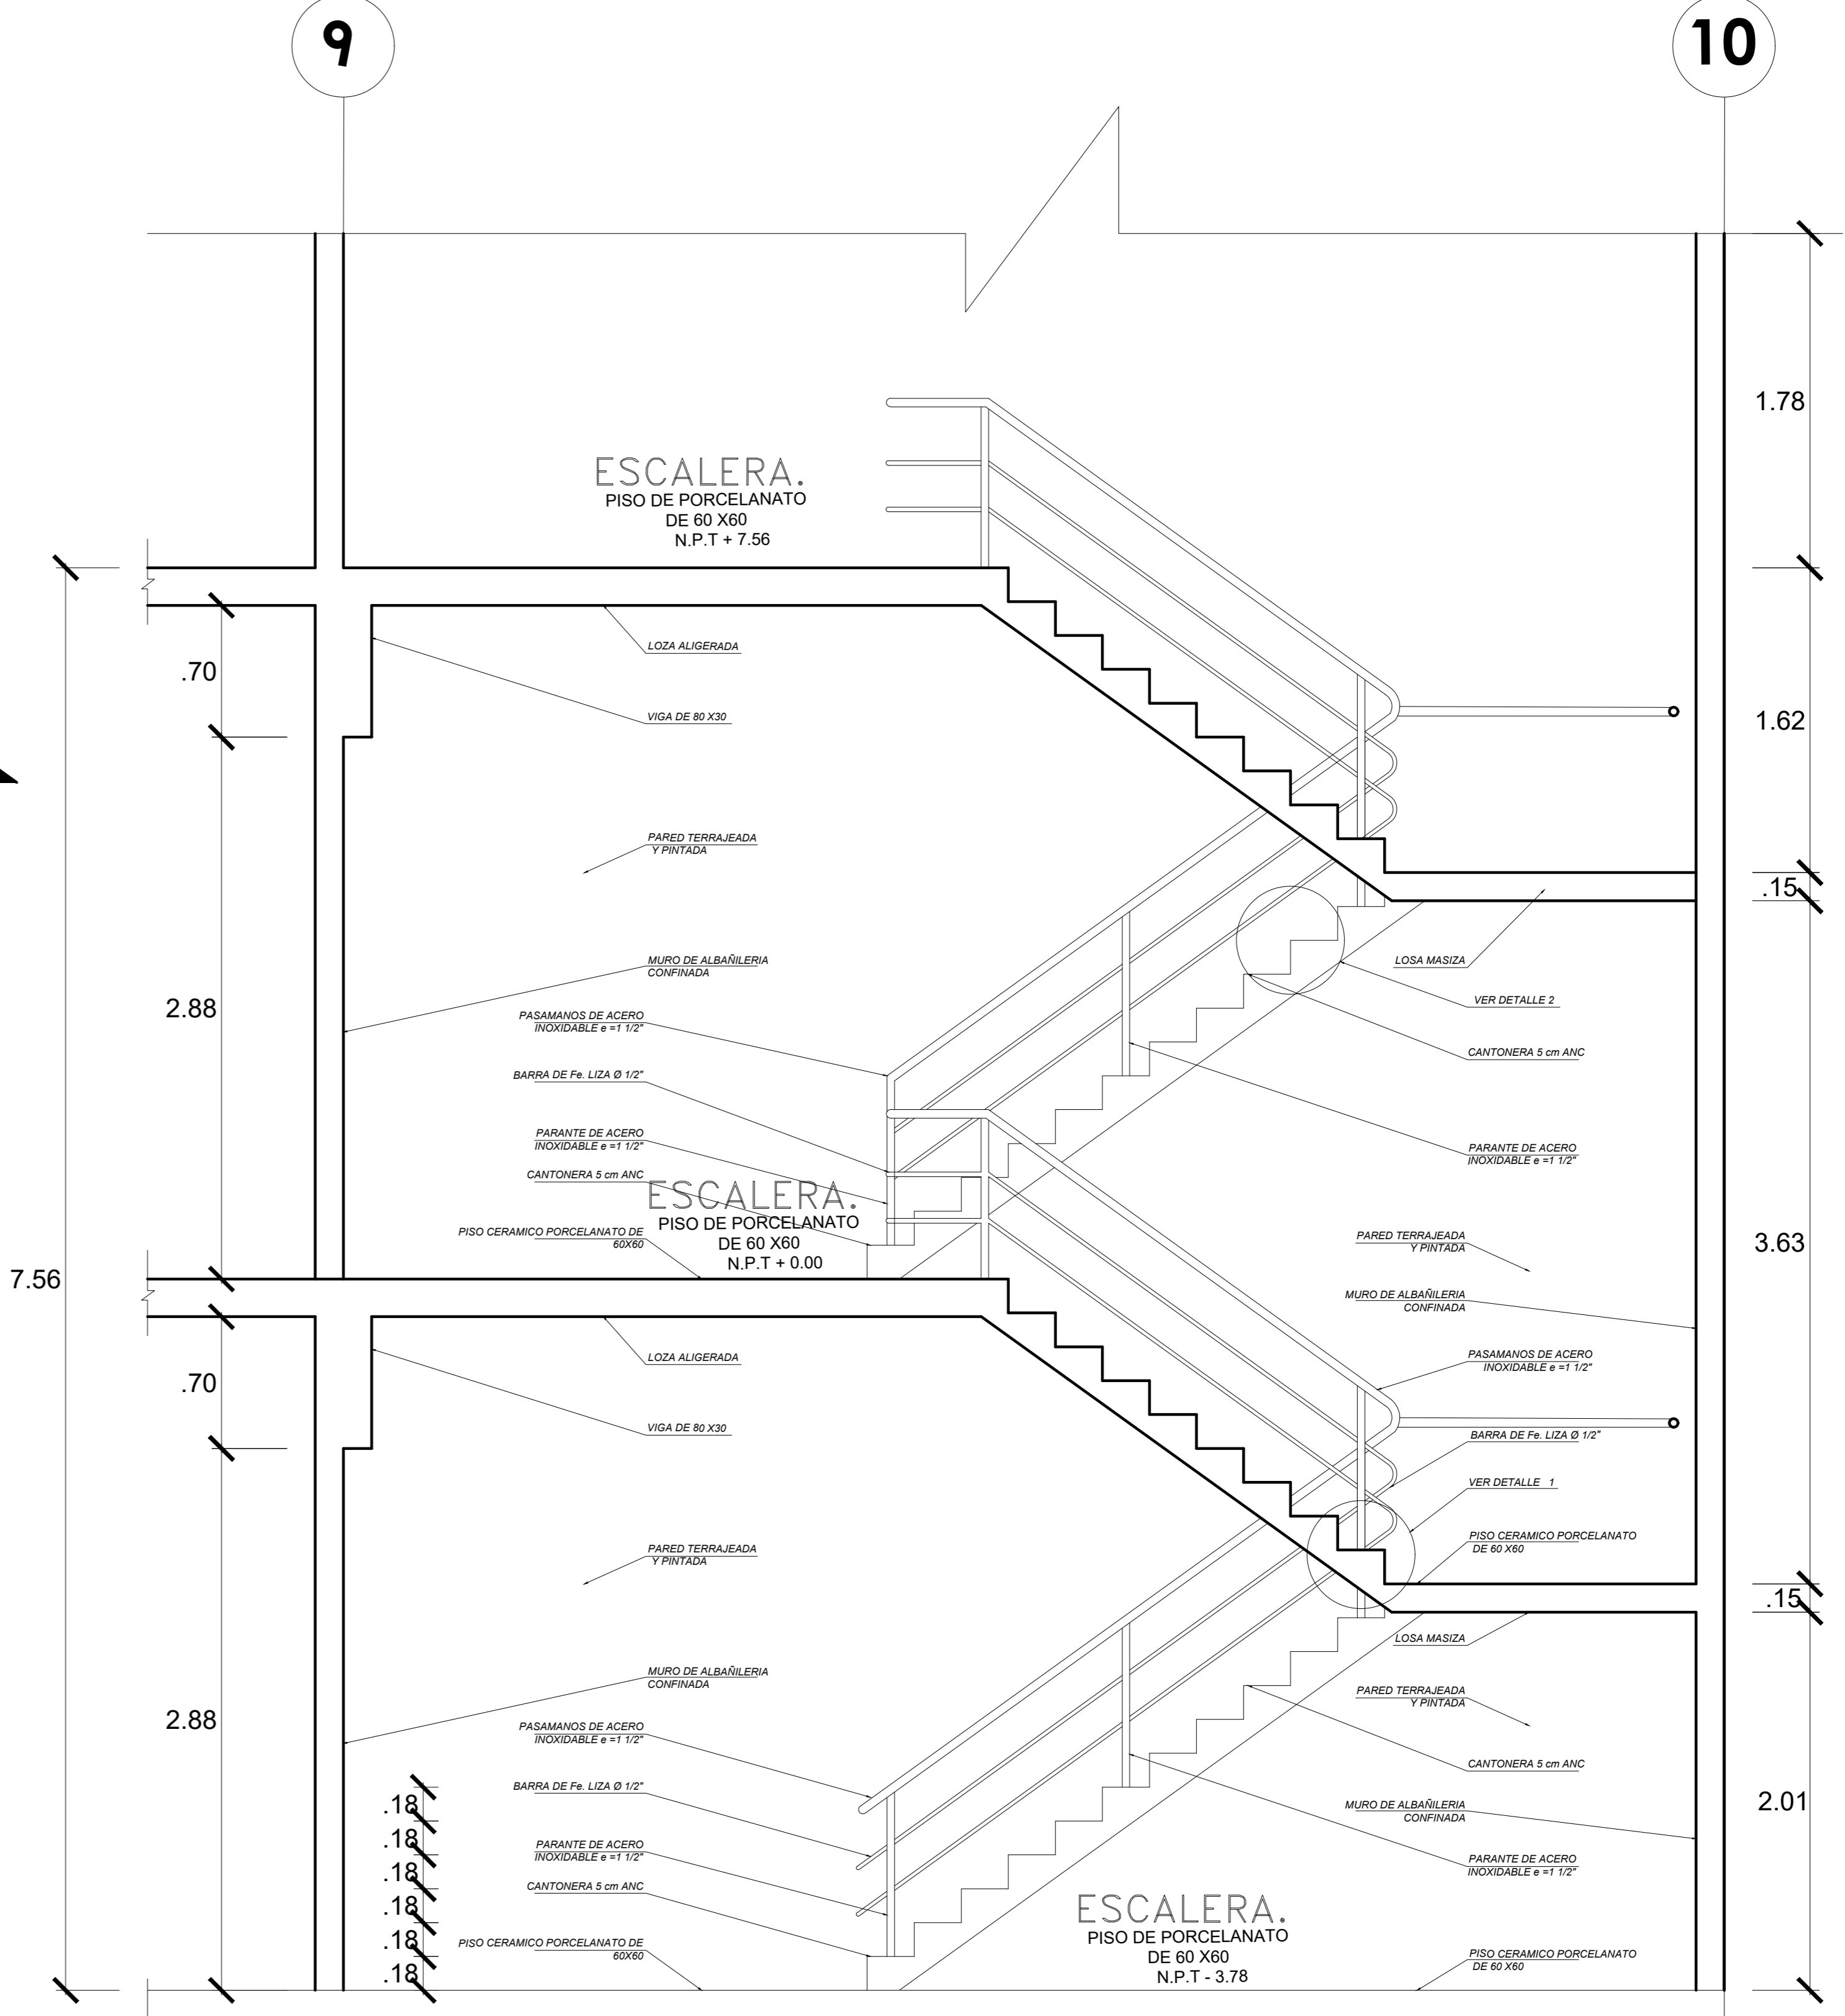 9
10
1.78
ESCALERA.
PISO DE PORCELANATO
DE 60 X60
N.P.T + 7.56
LOZA ALIGERADA
.70
VIGA DE 80 X30
1.62
PARED TERRAJEADA
Y PINTADA
.15
MURO DE ALBAÑILERIA
CONFINADA
LOSA MASIZA
2.88
VER DETALLE 2
PASAMANOS DE ACERO
INOXIDABLE e =1 1/2"
CANTONERA 5 cm ANC
BARRA DE Fe. LIZA Ø 1/2"
PARANTE DE ACERO
INOXIDABLE e =1 1/2"
PARANTE DE ACERO
INOXIDABLE e =1 1/2"
CANTONERA 5 cm ANC
ESCALERA.
PISO DE PORCELANATO
DE 60 X60
N.P.T + 0.00
PISO CERAMICO PORCELANATO DE
60X60
PARED TERRAJEADA
Y PINTADA
3.63
7.56
MURO DE ALBAÑILERIA
CONFINADA
LOZA ALIGERADA
PASAMANOS DE ACERO
INOXIDABLE e =1 1/2"
.70
VIGA DE 80 X30
BARRA DE Fe. LIZA Ø 1/2"
VER DETALLE 1
PISO CERAMICO PORCELANATO
DE 60 X60
PARED TERRAJEADA
Y PINTADA
.15
LOSA MASIZA
MURO DE ALBAÑILERIA
CONFINADA
PARED TERRAJEADA
Y PINTADA
2.88
PASAMANOS DE ACERO
INOXIDABLE e =1 1/2"
CANTONERA 5 cm ANC
BARRA DE Fe. LIZA Ø 1/2"
MURO DE ALBAÑILERIA
CONFINADA
2.01
.18
.18
.18
.18
.18
.18
PARANTE DE ACERO
INOXIDABLE e =1 1/2"
PARANTE DE ACERO
INOXIDABLE e =1 1/2"
CANTONERA 5 cm ANC
ESCALERA.
PISO DE PORCELANATO
DE 60 X60
N.P.T - 3.78
PISO CERAMICO PORCELANATO DE
60X60
PISO CERAMICO PORCELANATO
DE 60 X60